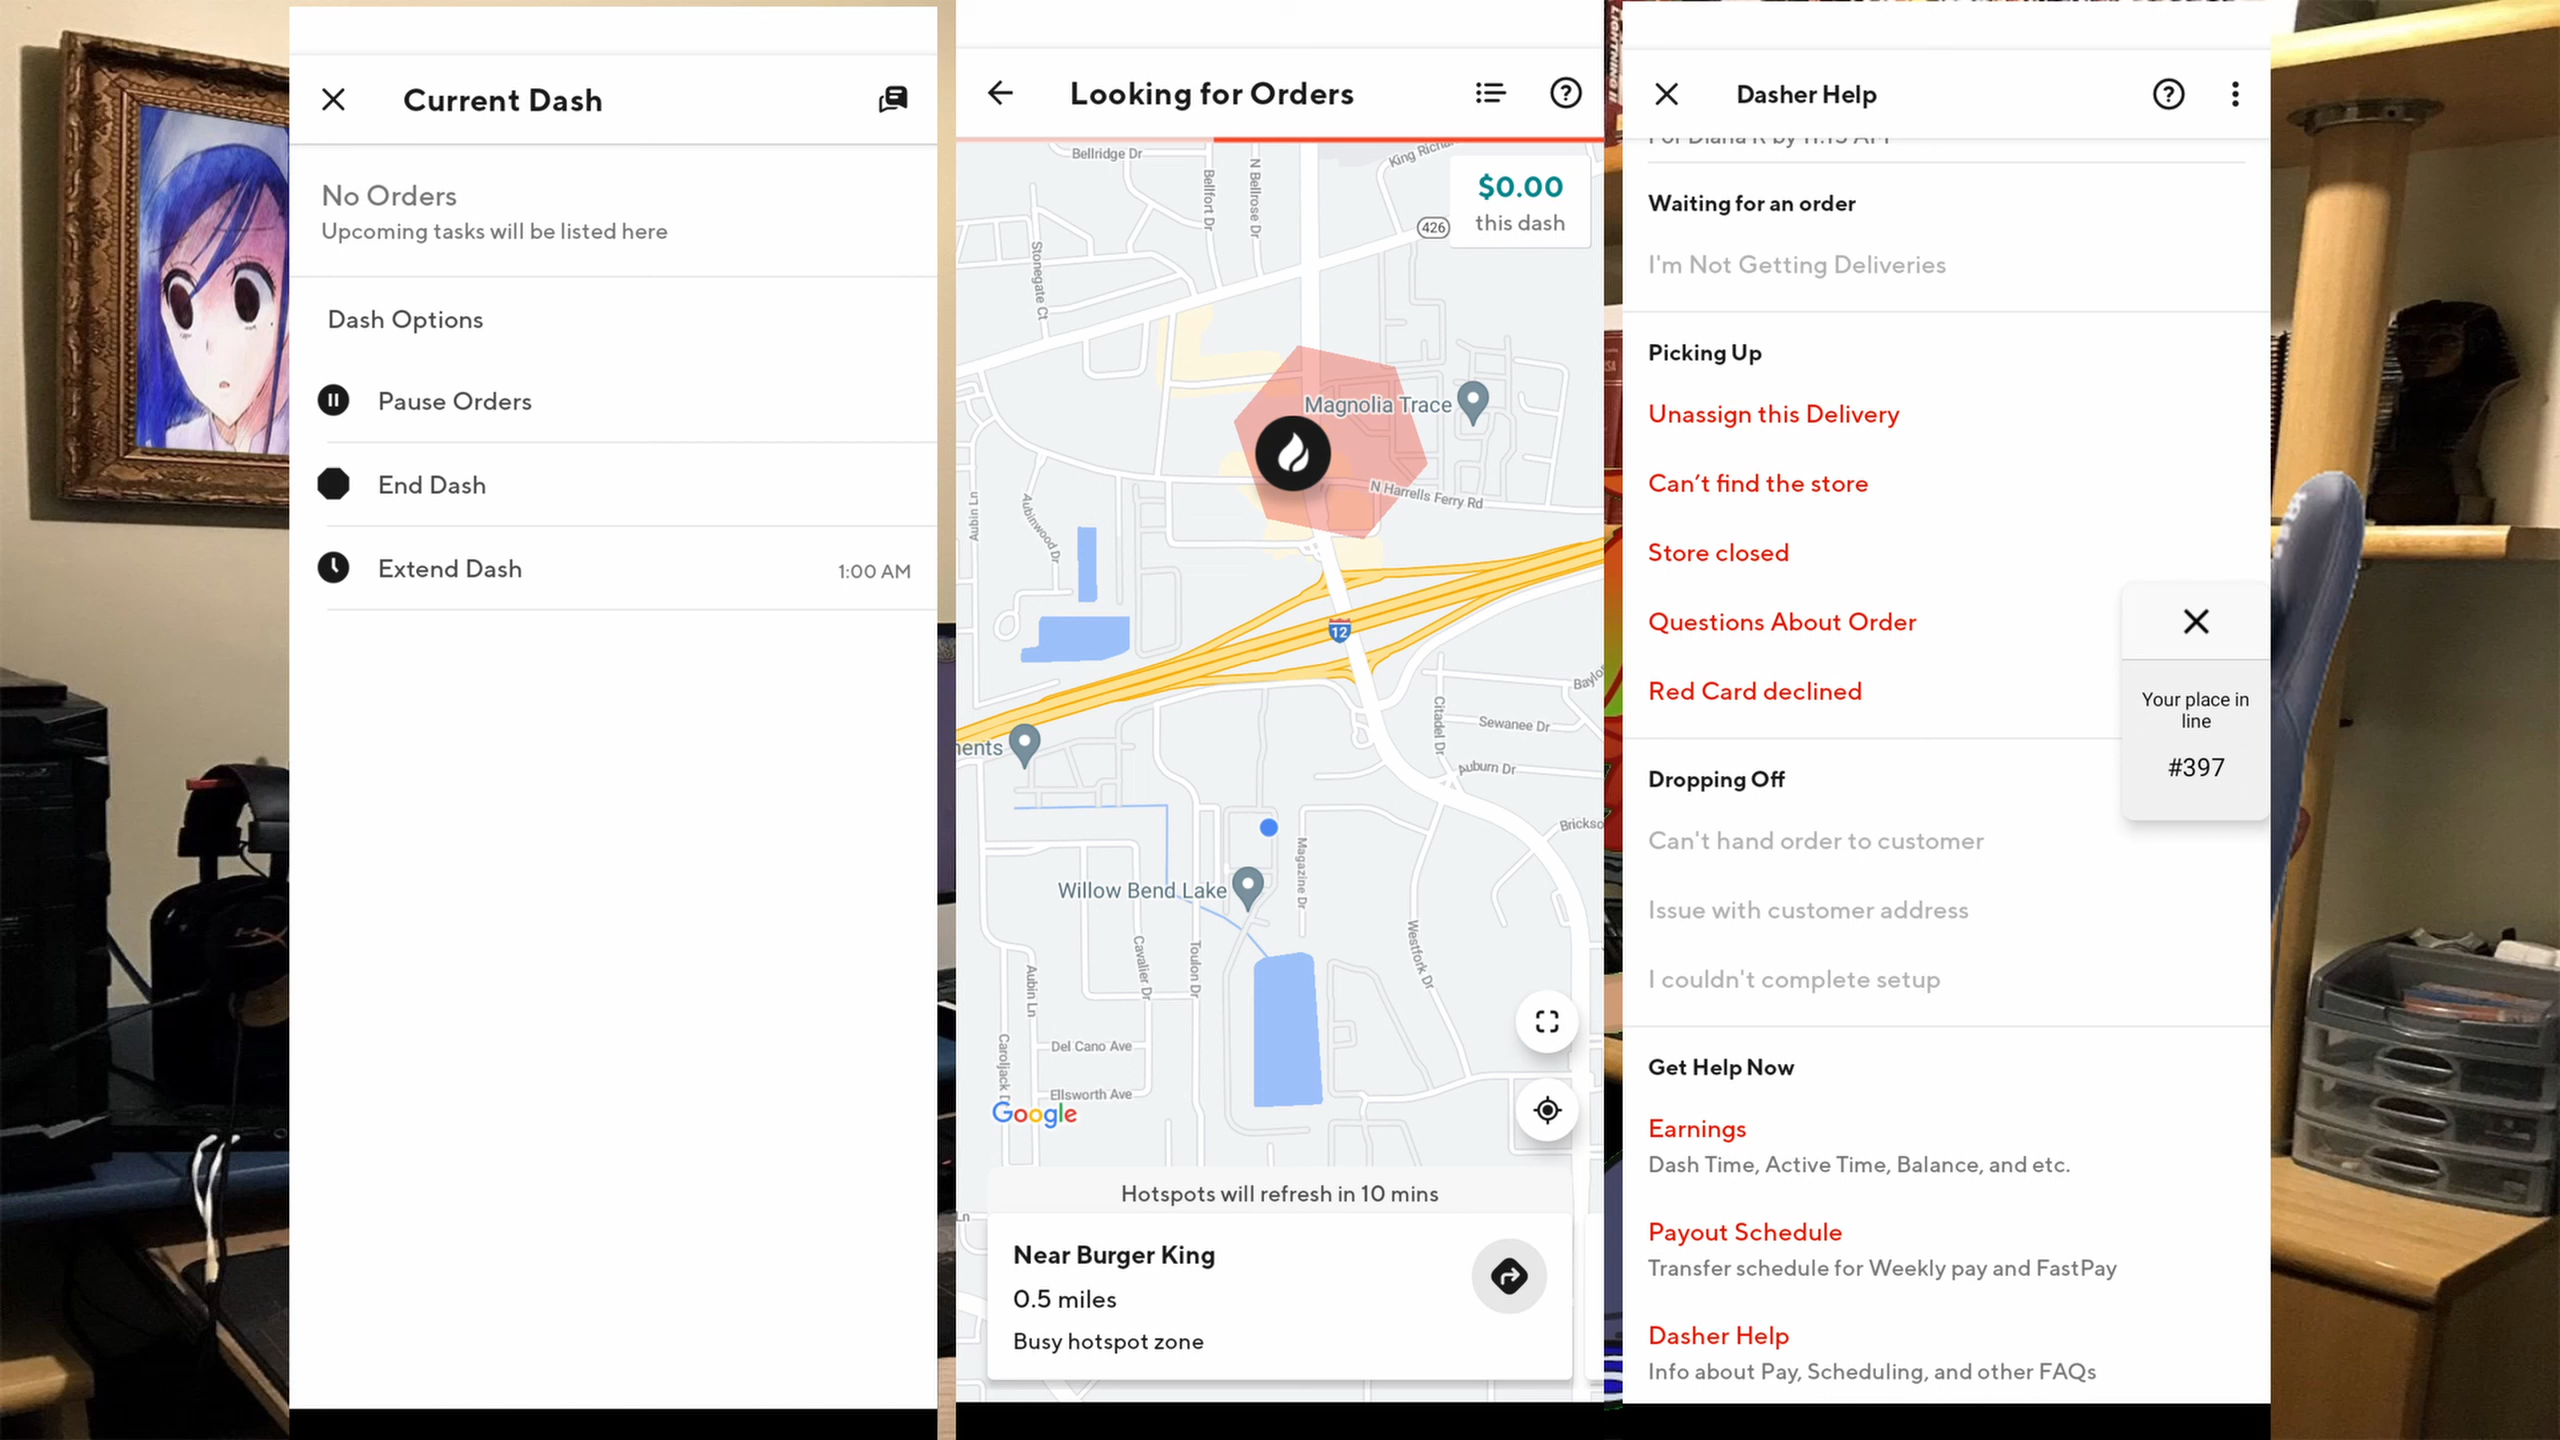 Current Dash
No Orders
Upcoming tasks will be listed here
Dash Options
Pause Orders
End Dash
Extend Dash
1:00 AM
Looking for Orders
$0.00
this dash
Bellridge Dr
Bellfort Dr
N Bellrose Dr
426
Stonegate Ct
Magnolia Trace
N Harrells Ferry Rd
Aubin Ln
Aubinwood Dr
12
Citadel Dr
Sewanee Dr
Auburn Dr
Magazine Dr
Willow Bend Lake
Westfork Dr
Cavalier Dr
Toulon Dr
Aubin Ln
Del Cano Ave
Ellsworth Ave
Google
Ln
Hotspots will refresh in 10 mins
Near Burger King
0.5 miles
Busy hotspot zone
LIGHTNING II
Dasher Help
Waiting for an order
I'm Not Getting Deliveries
Picking Up
Unassign this Delivery
Can’t find the store
Store closed
Questions About Order
Red Card declined
Your place in
line
#397
Dropping Off
Can't hand order to customer
Issue with customer address
I couldn't complete setup
Get Help Now
Earnings
Dash Time, Active Time, Balance, and etc.
Payout Schedule
Transfer schedule for Weekly pay and FastPay
Dasher Help
Info about Pay, Scheduling, and other FAQs